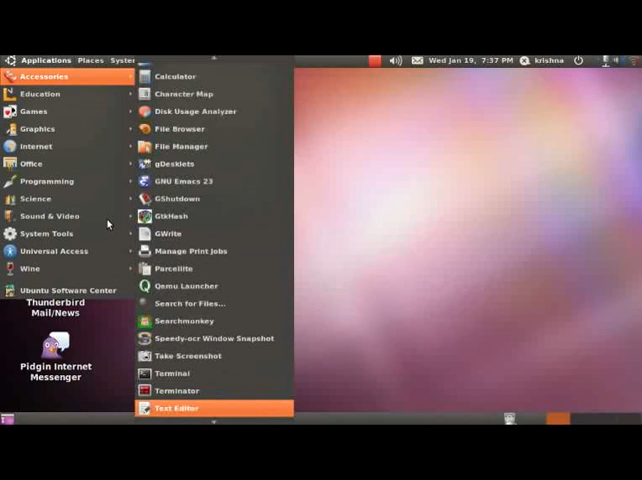 Applications Places System
Wed Jan 19, 7:37 PM
krishna
Accessories
Education
Games
Graphics
Internet
Office
Programming
Science
Sound & Video
System Tools
Universal Access
Wine
Ubuntu Software Center
Calculator
Character Map
Disk Usage Analyzer
File Browser
File Manager
gDesklets
GNU Emacs 23
GShutdown
GtkHash
GWrite
Manage Print Jobs
Parcellite
Qemu Launcher
Search for Files...
Searchmonkey
Speedy-ocr Window Snapshot
Take Screenshot
Terminal
Terminator
Text Editor
Thunderbird
Mail/News
Pidgin Internet
Messenger